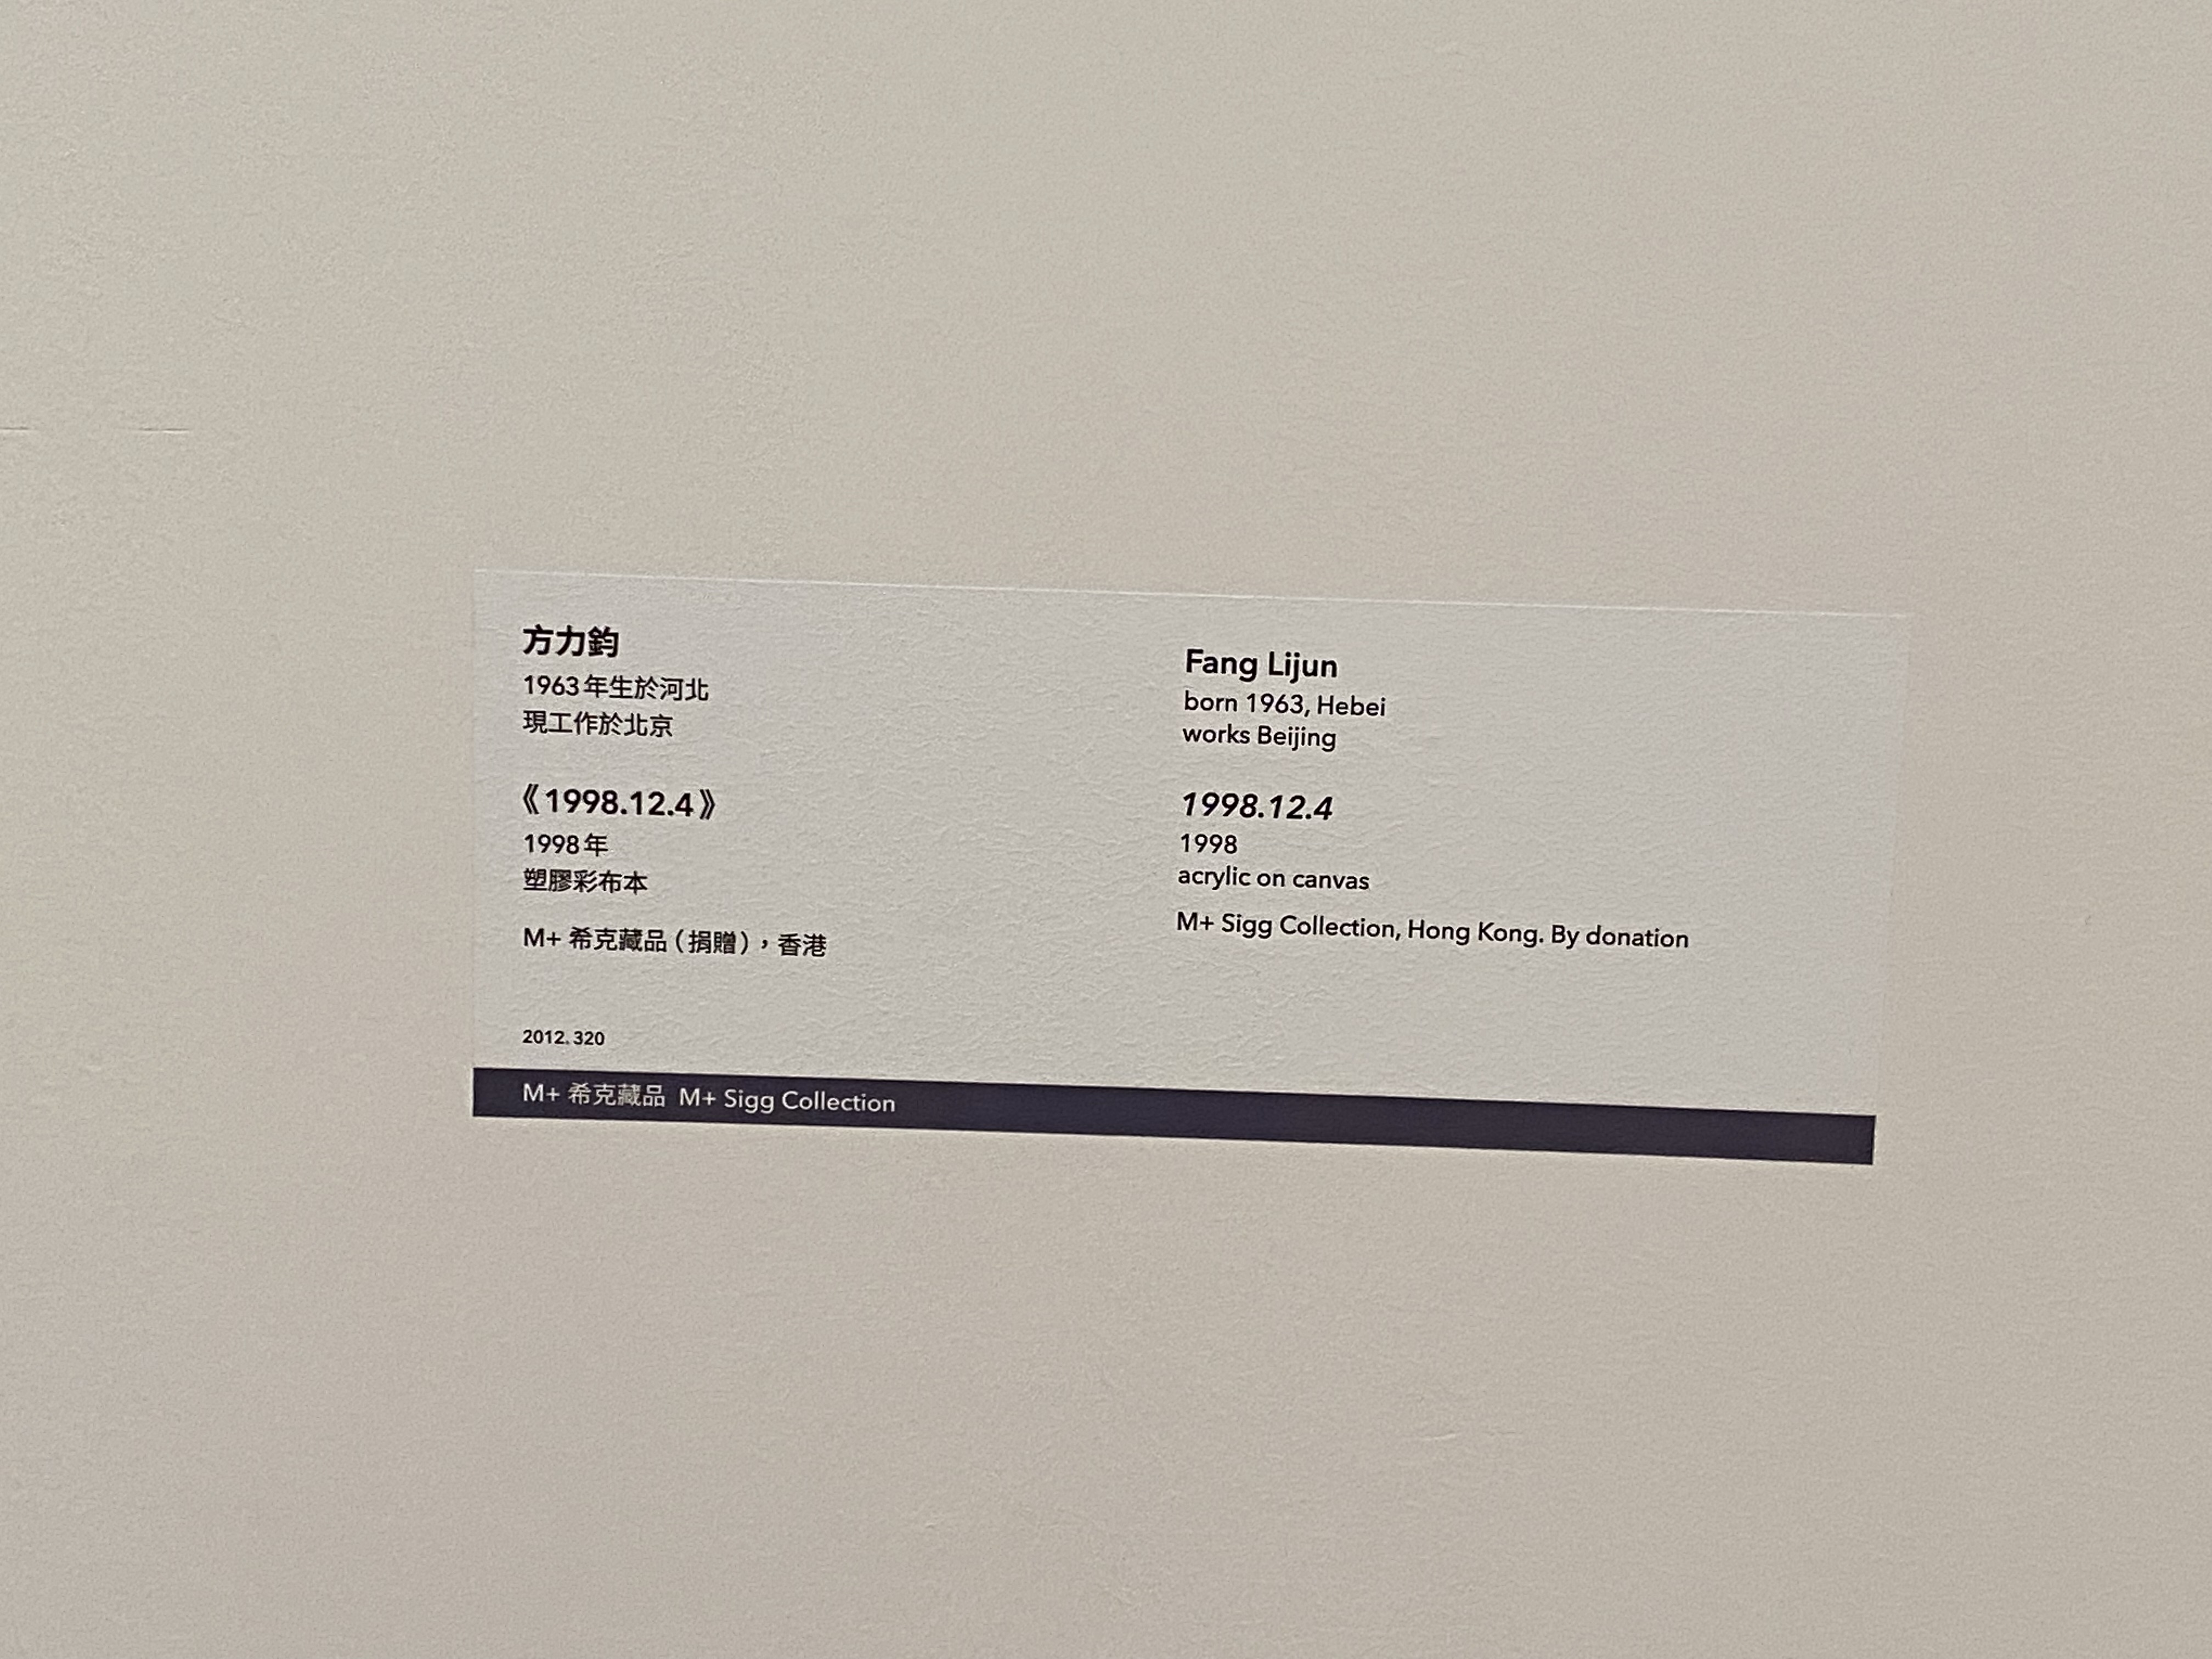 方力鈞
1963年生於河北
現工作於北京
《1998.12.4》
1998年
塑膠彩布本
M+ 希克藏品（捐贈），香港
2012.320
Fang Lijun
born 1963, Hebei
works Beijing
1998.12.4
1998
acrylic on canvas
M+ Sigg Collection, Hong Kong. By donation
M+ 希克藏品 M+ Sigg Collection